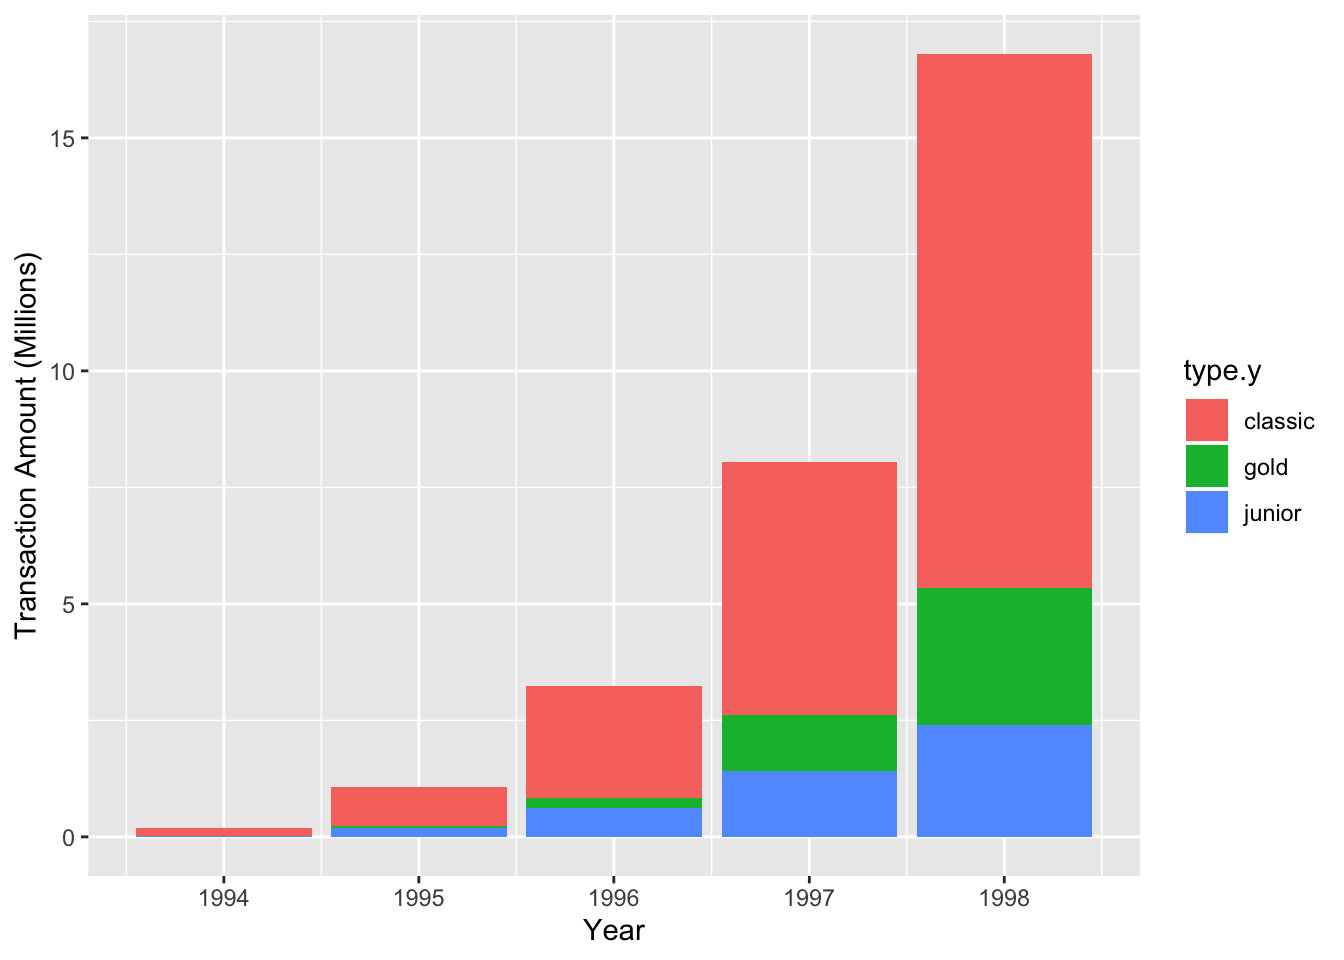 Transaction Amount (Millions)
15
10
5
0
1994 1995 1996 1997 1998
Year
type.y
classic
gold
junior